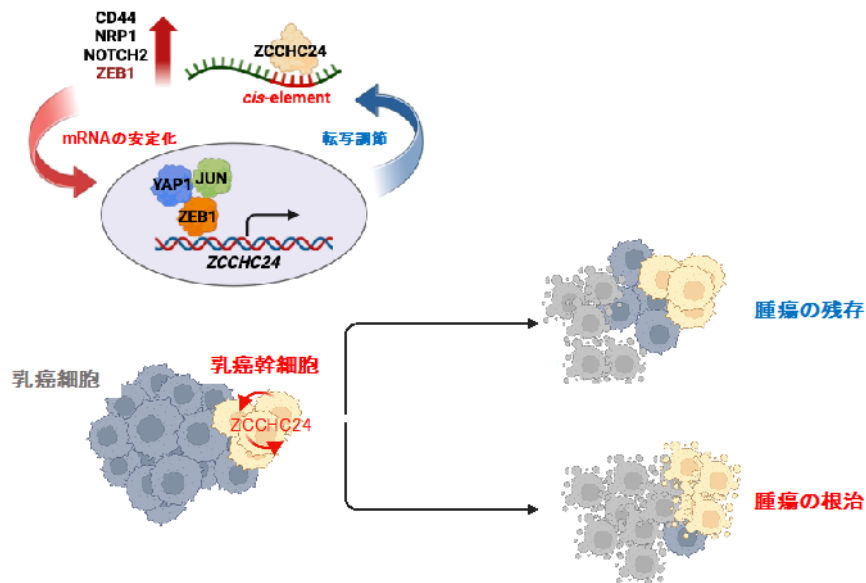 CD44
NRP1
NOTCH2
ZEB1
ZCCHC24
cis-element
mRNAの安定化
転写調節
YAP1
JUN
ZEB1
ZCCHC24
腫瘍の残存
乳癌幹細胞
乳癌細胞
ZCCHC24
腫瘍の根治